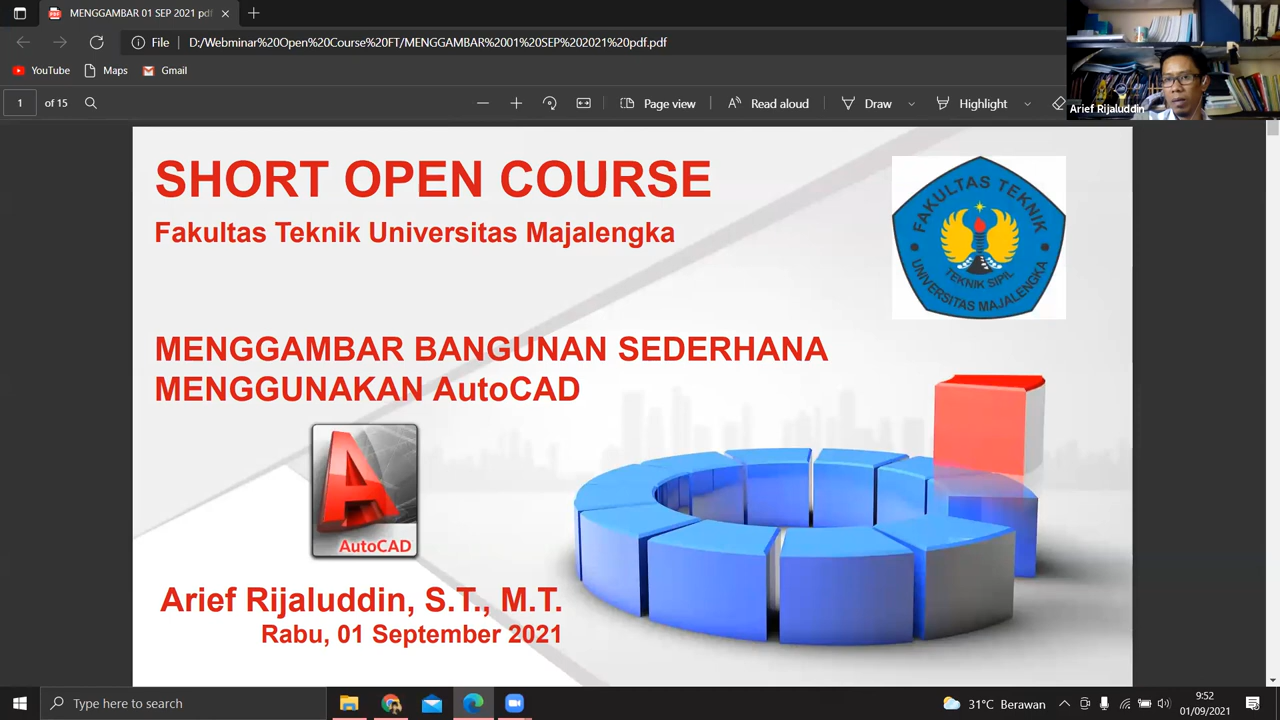 MENGGAMBAR 01 SEP 2021 pdf
File
D:/Webminar%20Open%20Course%20FT/MENGGAMBAR%2001%20SEP%202021%20pdf.pdf
YouTube
Maps
Gmail
Arief Rijaluddin
1 of 15
Page view
Read aloud
Draw
Highlight
SHORT OPEN COURSE
Fakultas Teknik Universitas Majalengka
FAKULTAS TEKNIK
TEKNIK SIPIL
UNIVERSITAS MAJALENGKA
MENGGAMBAR BANGUNAN SEDERHANA
MENGGUNAKAN AutoCAD
AutoCAD
Arief Rijaluddin, S.T., M.T.
Rabu, 01 September 2021
Type here to search
31°C Berawan
9:52
01/09/2021